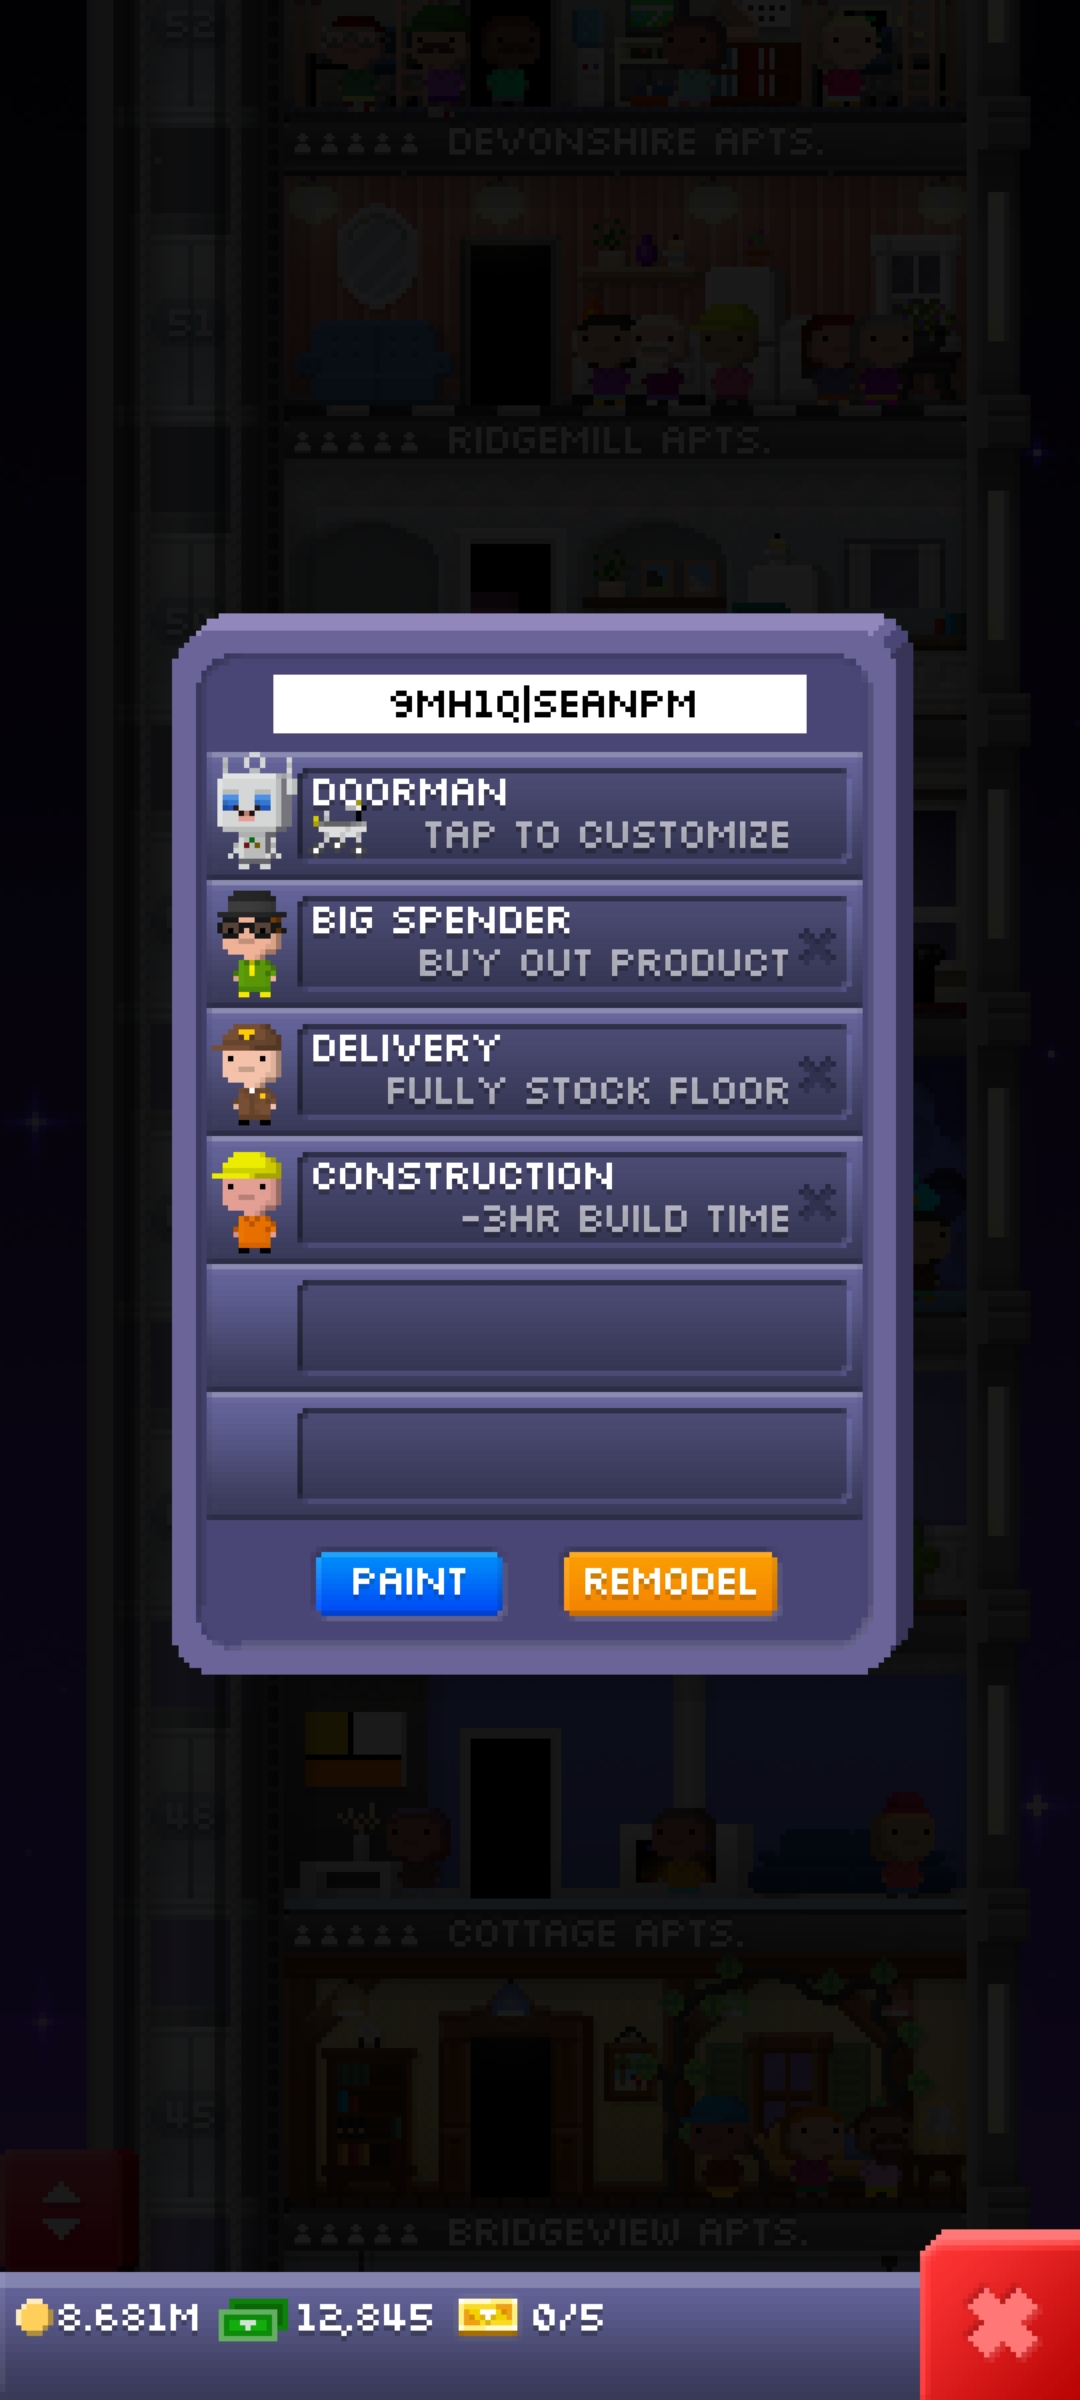 52
DEVONSHIRE APTS.
51
RIDGEMILL APTS.
9MH1Q|SEANPM
DOORMAN
TAP TO CUSTOMIZE
BIG SPENDER
BUY OUT PRODUCT
DELIVERY
FULLY STOCK FLOOR
CONSTRUCTION
-3HR BUILD TIME
PAINT
REMODEL
46
COTTAGE APTS.
45
BRIDGEVIEW APTS.
8.681M 12,845 0/5